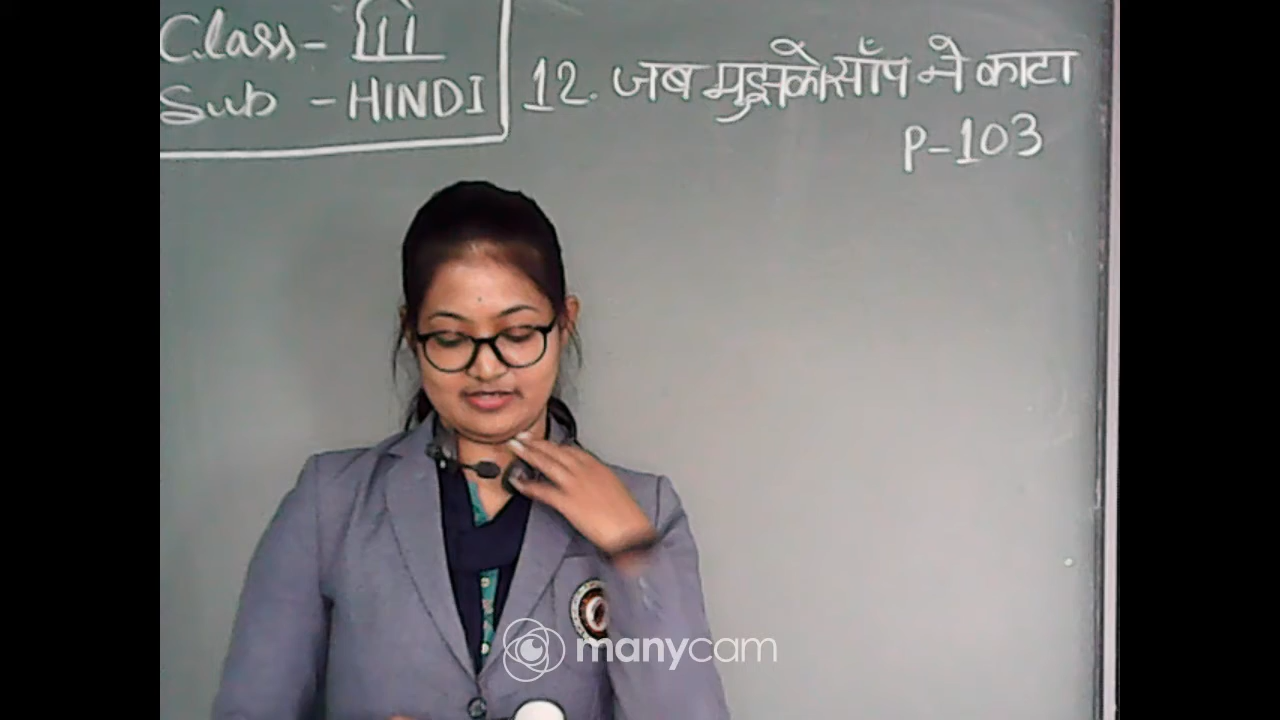 Class - III
Sub - HINDI
12. जब मुझको साँप ने काटा
P-103
manycam